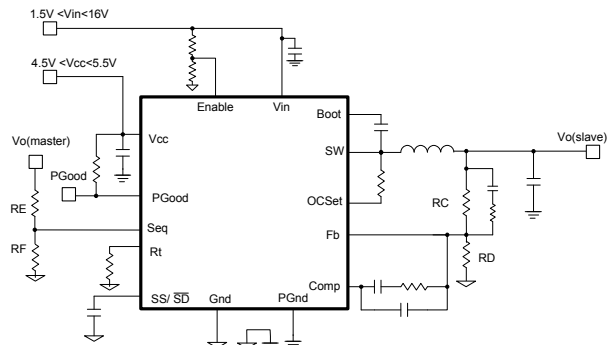 1.5V <Vin<16V
4.5V <Vcc<5.5V
Enable
Vin
Boot
Vcc
Vo(master)
SW
Vo(slave)
PGood
PGood
OCSet
RC
RE
Seq
Fb
RF
Rt
RD
Comp
SS/ SD
Gnd
PGnd